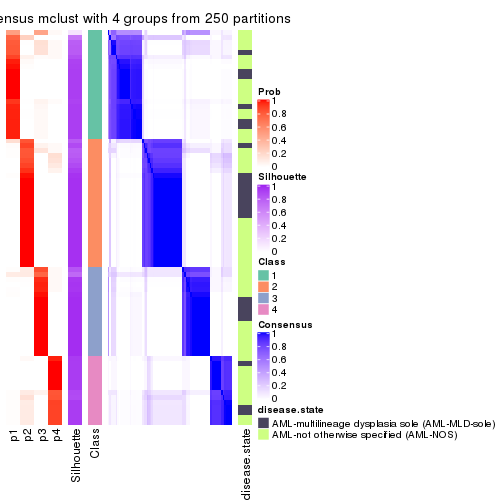 ensus mclust with 4 groups from 250 partitions
Prob
1
0.8
0.6
0.4
0.2
0
Silhouette
1
0.8
0.6
0.4
0.2
0
Class
1
2
3
4
Consensus
1
0.8
0.6
0.4
0.2
0
disease.state
AML-multilineage dysplasia sole (AML-MLD-sole)
AML-not otherwise specified (AML-NOS)
p1
p2
p3
p4
Silhouette
Class
disease.state